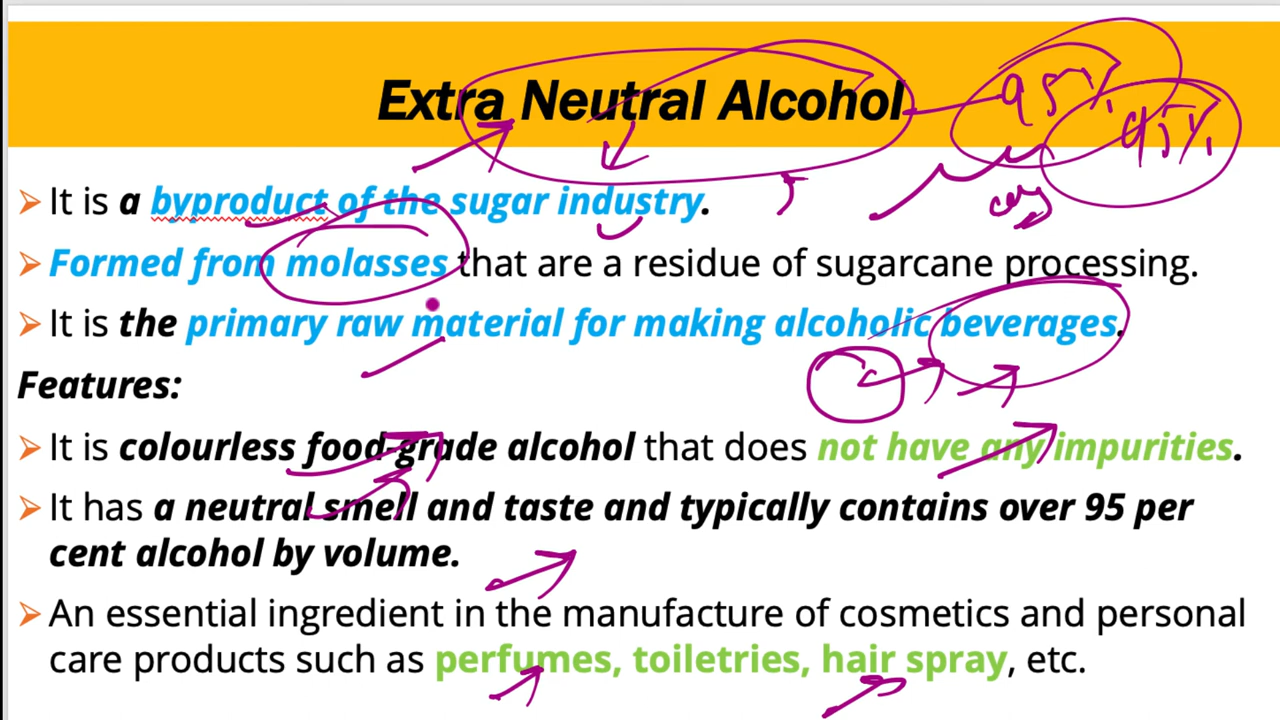 Extra Neutral Alcohol
95%
95%
It is a byproduct of the sugar industry.
Formed from molasses that are a residue of sugarcane processing.
It is the primary raw material for making alcoholic beverages.
Features:
It is colourless food-grade alcohol that does not have any impurities.
It has a neutral smell and taste and typically contains over 95 per
cent alcohol by volume.
An essential ingredient in the manufacture of cosmetics and personal
care products such as perfumes, toiletries, hair spray, etc.